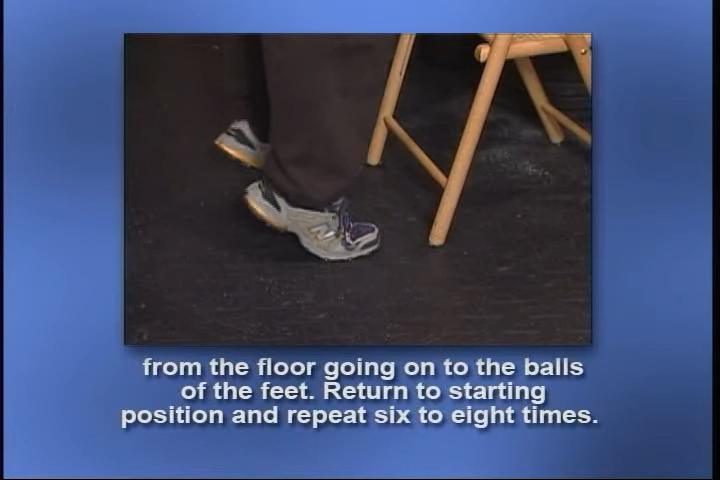 from the floor going on to the balls
of the feet. Return to starting
position and repeat six to eight times.